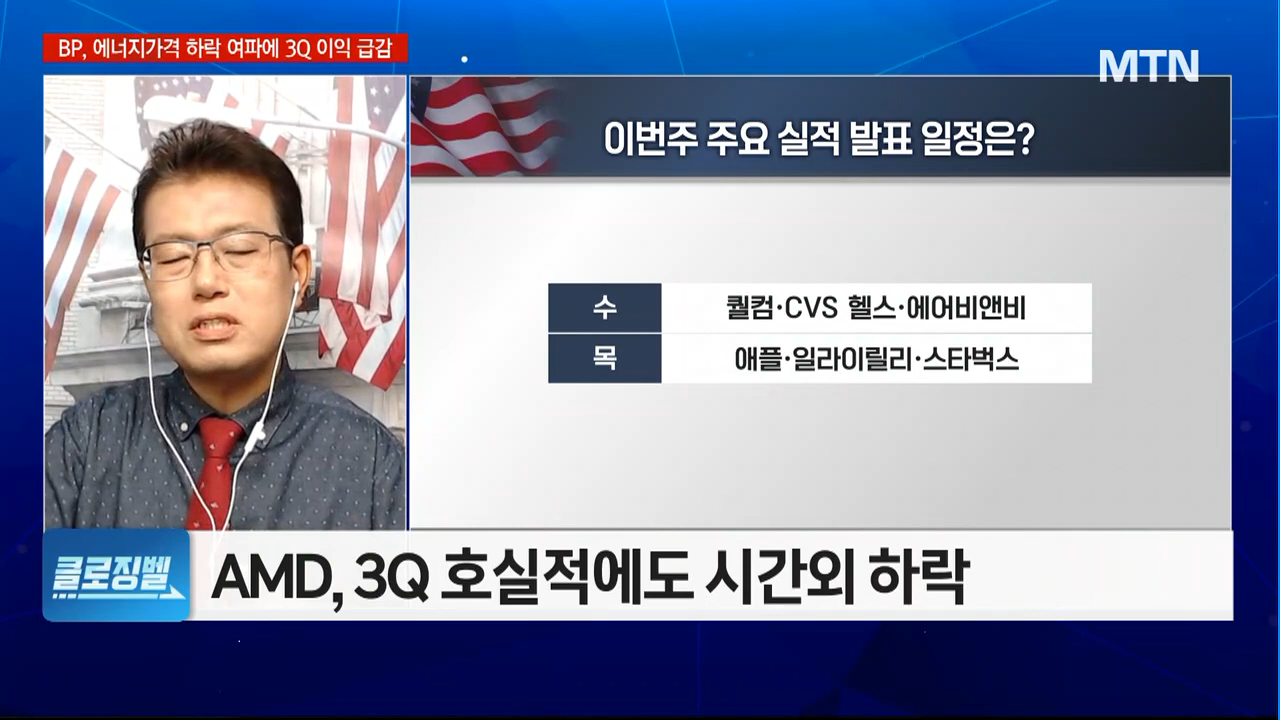 BP, 에너지가격 하락 여파에 3Q 이익 급감
MTN
이번주 주요 실적 발표 일정은?
수 퀄컴·CVS 헬스·에어비앤비
목 애플·일라이릴리·스타벅스
클로징벨
AMD, 3Q 호실적에도 시간외 하락